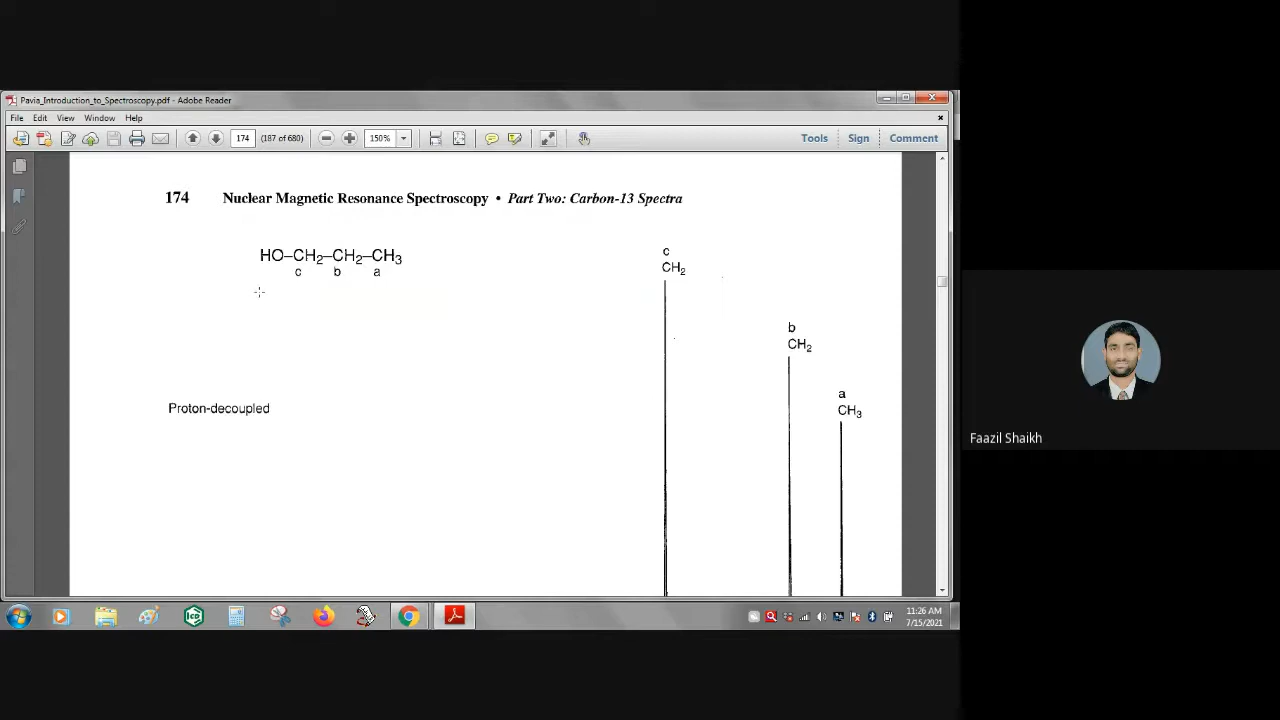 Pavia_Introduction_to_Spectroscopy.pdf - Adobe Reader
File Edit View Window Help
174 (187 of 680) 150% Tools Sign Comment
174 Nuclear Magnetic Resonance Spectroscopy • Part Two: Carbon-13 Spectra
HO–CH₂–CH₂–CH₃
c b a
c
CH₂
b
CH₂
a
CH₃
Proton-decoupled
Faazil Shaikh
11:26 AM
7/15/2021